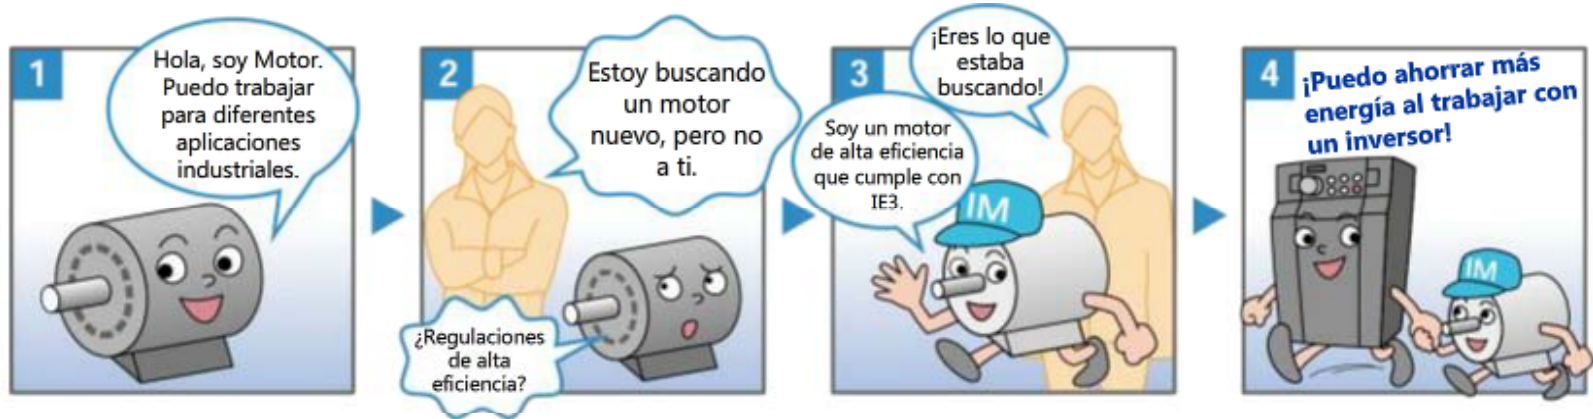 1
Hola, soy Motor.
Puedo trabajar
para diferentes
aplicaciones
industriales.
2
Estoy buscando
un motor
nuevo, pero no
a ti.
¿Regulaciones
de alta
eficiencia?
3
¡Eres lo que
estaba
buscando!
Soy un motor
de alta eficiencia
que cumple con
IE3.
IM
4
¡Puedo ahorrar más
energía al trabajar con
un inversor!
IM